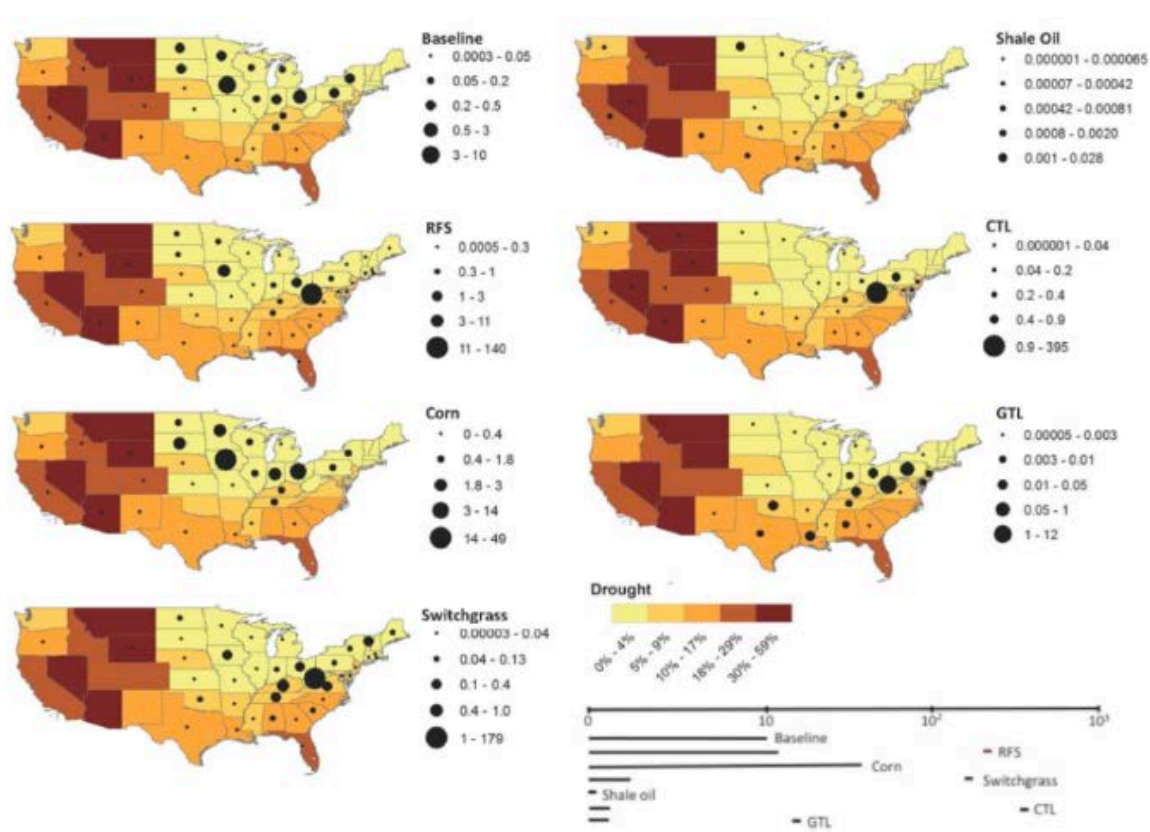 Baseline
0.0003 - 0.05
0.05 - 0.2
0.2 - 0.5
0.5 - 3
3 - 10
Shale Oil
0.000001 - 0.000065
0.00007 - 0.00042
0.00042 - 0.00081
0.0008 - 0.0020
0.001 - 0.028
RFS
0.0005 - 0.3
0.3 - 1
1 - 3
3 - 11
11 - 140
CTL
0.000001 - 0.04
0.04 - 0.2
0.2 - 0.4
0.4 - 0.9
0.9 - 395
Corn
0 - 0.4
0.4 - 1.8
1.8 - 3
3 - 14
14 - 49
GTL
0.00005 - 0.003
0.003 - 0.01
0.01 - 0.05
0.05 - 1
1 - 12
Switchgrass
0.00003 - 0.04
0.04 - 0.13
0.1 - 0.4
0.4 - 1.0
1 - 179
Drought
0% - 4%
5% - 9%
10% - 17%
18% - 29%
30% - 59%
0 10 10² 10³
Baseline
RFS
Corn
Switchgrass
Shale oil
CTL
GTL